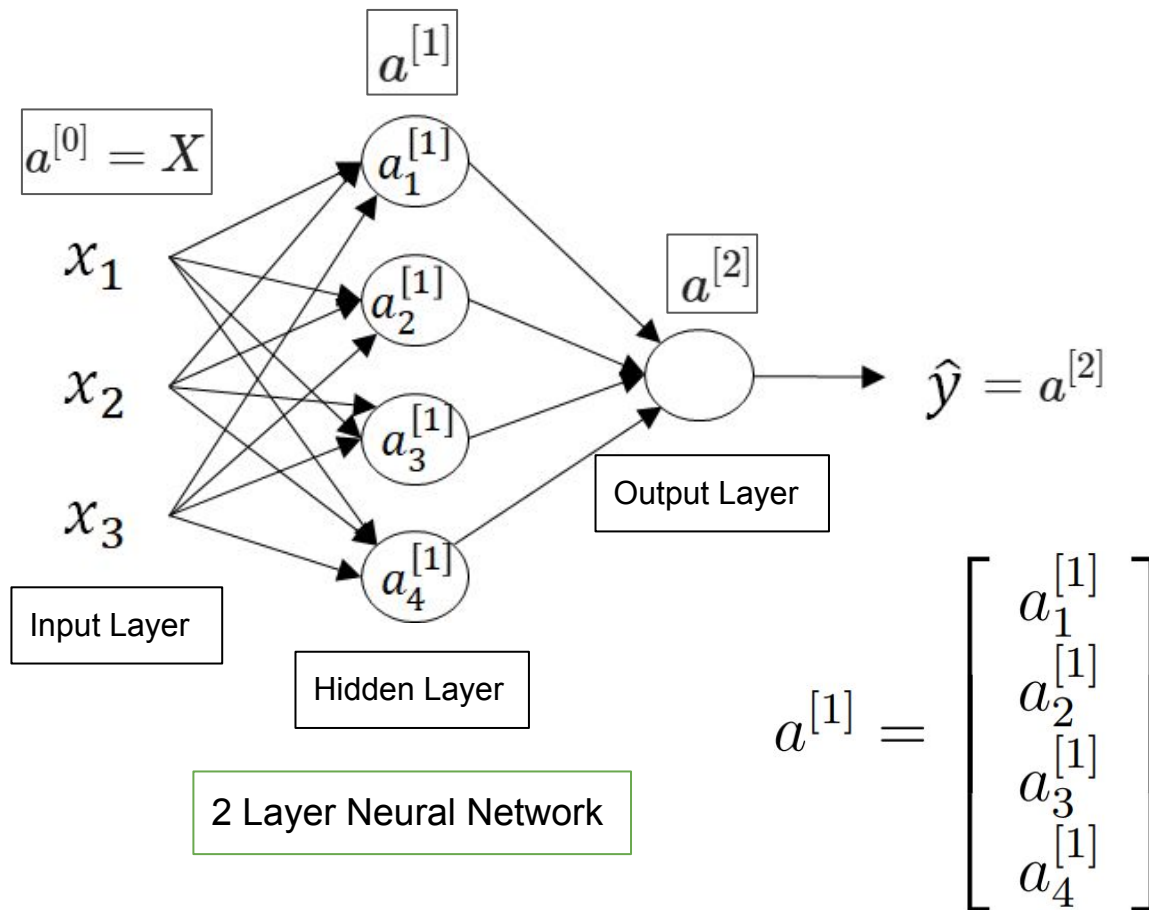 a^{[1]}
a^{[0]} = X
a_1^{[1]}
x_1
a_2^{[1]}
a^{[2]}
x_2
ŷ = a^{[2]}
a_3^{[1]}
Output Layer
x_3
a_4^{[1]}
Input Layer
Hidden Layer
a^{[1]} =
a_1^{[1]}
a_2^{[1]}
a_3^{[1]}
a_4^{[1]}
2 Layer Neural Network